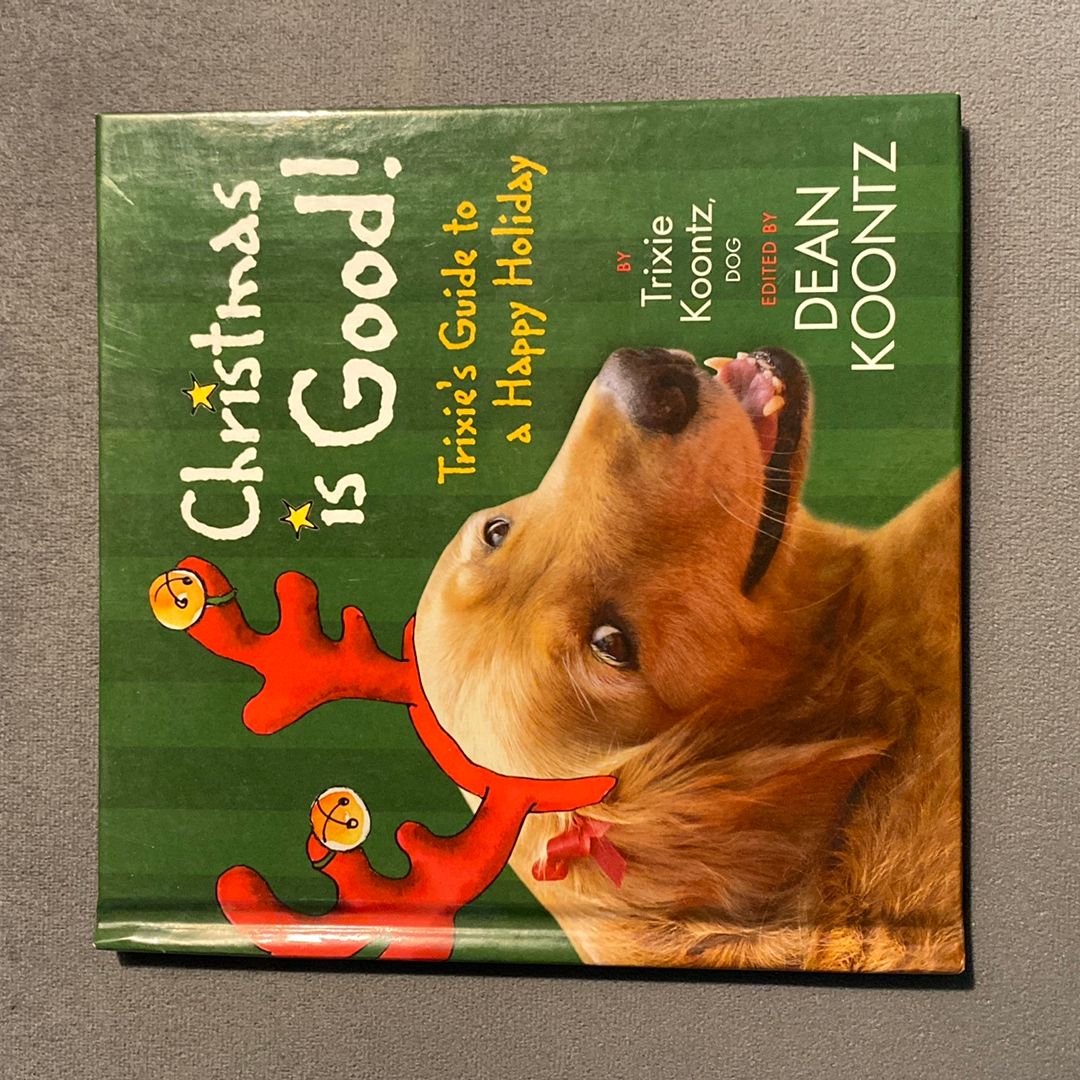 Christmas
is Good!
Trixie's Guide to
a Happy Holiday
BY
Trixie
Koontz,
DOG
EDITED BY
DEAN
KOONTZ